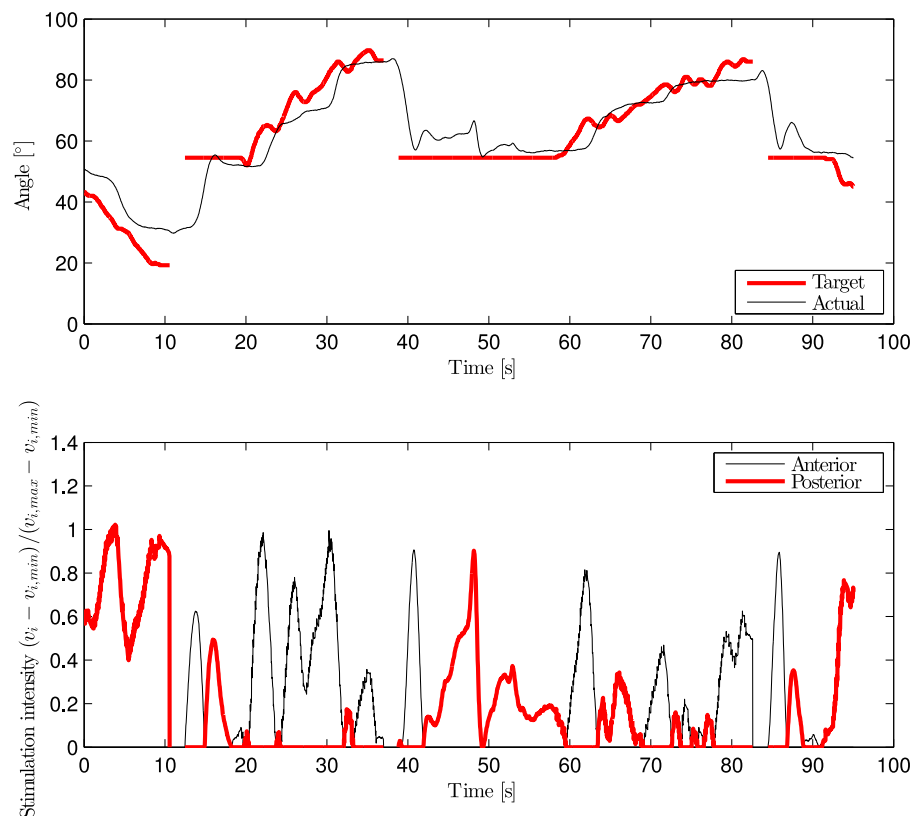 100
80
60
40
20
0
Angle [°]
Target
Actual
0 10 20 30 40 50 60 70 80 90 100
Time [s]
1.4
1.2
1
0.8
0.6
0.4
0.2
0
Stimulation intensity (v_{i} − v_{i,min})/(v_{i,max} − v_{i,min})
Anterior
Posterior
0 10 20 30 40 50 60 70 80 90 100
Time [s]